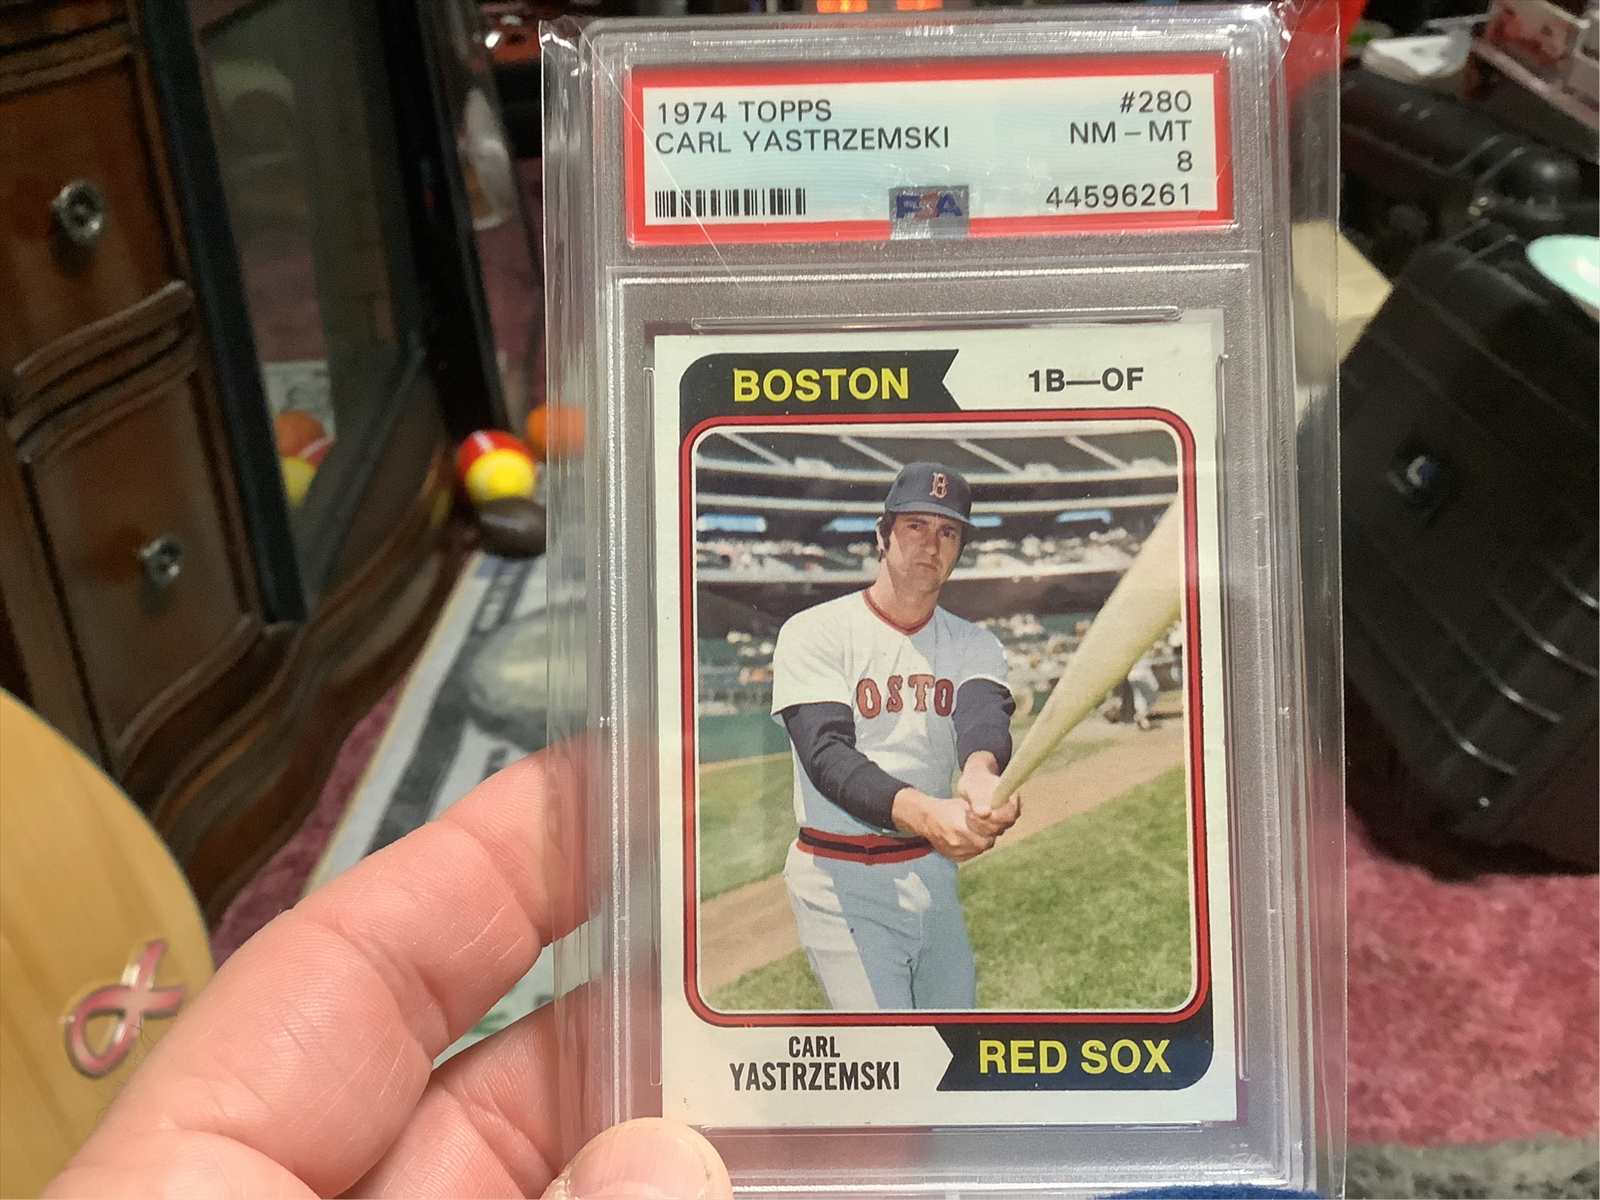 1974 TOPPS #280
CARL YASTRZEMSKI NM – MT
8
PSA 44596261
BOSTON 1B—OF
B
OSTO
CARL
YASTRZEMSKI
RED SOX